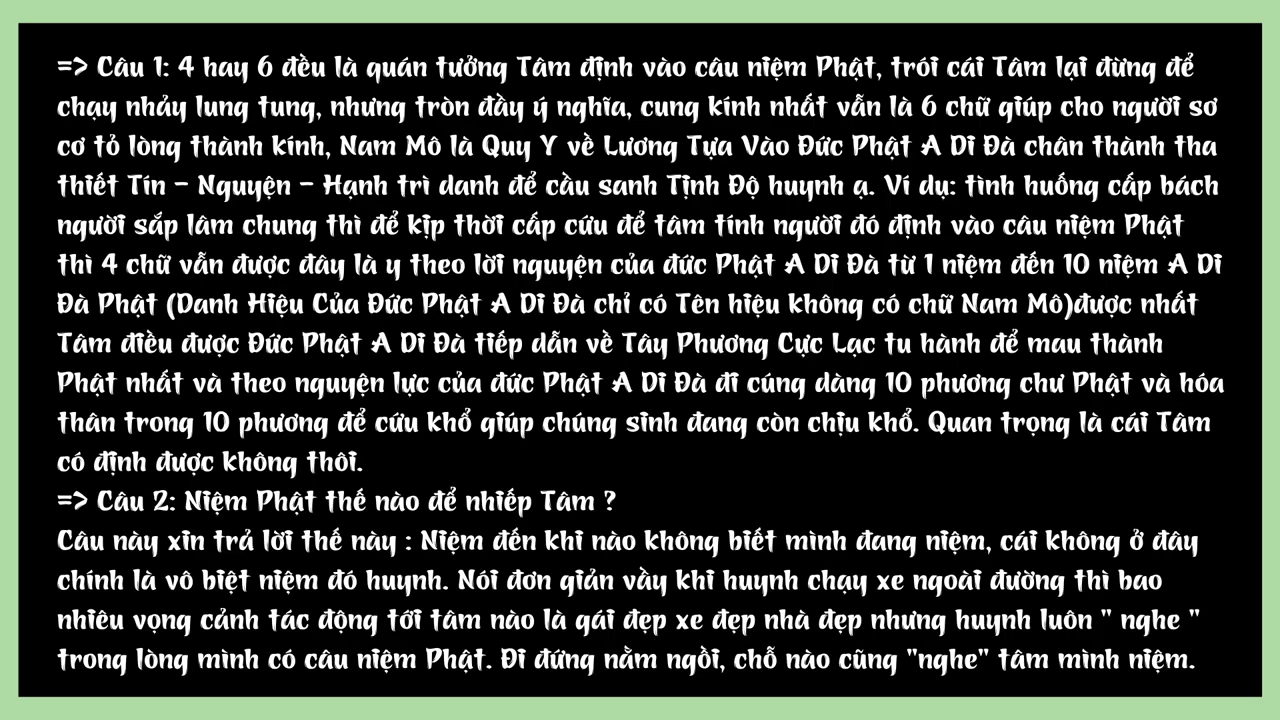 => Câu 1: 4 hay 6 đều là quán tưởng Tâm định vào câu niệm Phật, trói cái Tâm lại đừng để
chạy nhảy lung tung, nhưng tròn đầy ý nghĩa, cung kính nhất vẫn là 6 chữ giúp cho người sơ
cơ tỏ lòng thành kính, Nam Mô là Quy Y về Lương Tựa Vào Đức Phật A Di Đà chân thành tha
thiết Tín - Nguyện - Hạnh trì danh để cầu sanh Tịnh Độ huynh ạ. Ví dụ: tình huống cấp bách
người sắp lâm chung thì để kịp thời cấp cứu để tâm tính người đó định vào câu niệm Phật
thì 4 chữ vẫn được đây là y theo lời nguyện của đức Phật A Di Đà từ 1 niệm đến 10 niệm A Di
Đà Phật (Danh Hiệu Của Đức Phật A Di Đà chỉ có Tên hiệu không có chữ Nam Mô)được nhất
Tâm điều được Đức Phật A Di Đà tiếp dẫn về Tây Phương Cực Lạc tu hành để mau thành
Phật nhất và theo nguyện lực của đức Phật A Di Đà đi cúng dàng 10 phương chư Phật và hóa
thân trong 10 phương để cứu khổ giúp chúng sinh đang còn chịu khổ. Quan trọng là cái Tâm
có định được không thôi.
=> Câu 2: Niệm Phật thế nào để nhiếp Tâm ?
Câu này xin trả lời thế này : Niệm đến khi nào không biết mình đang niệm, cái không ở đây
chính là vô biệt niệm đó huynh. Nói đơn giản vầy khi huynh chạy xe ngoài đường thì bao
nhiêu vọng cảnh tác động tới tâm nào là gái đẹp xe đẹp nhà đẹp nhưng huynh luôn " nghe "
trong lòng mình có câu niệm Phật. Đi đứng nằm ngồi, chỗ nào cũng "nghe" tâm mình niệm.